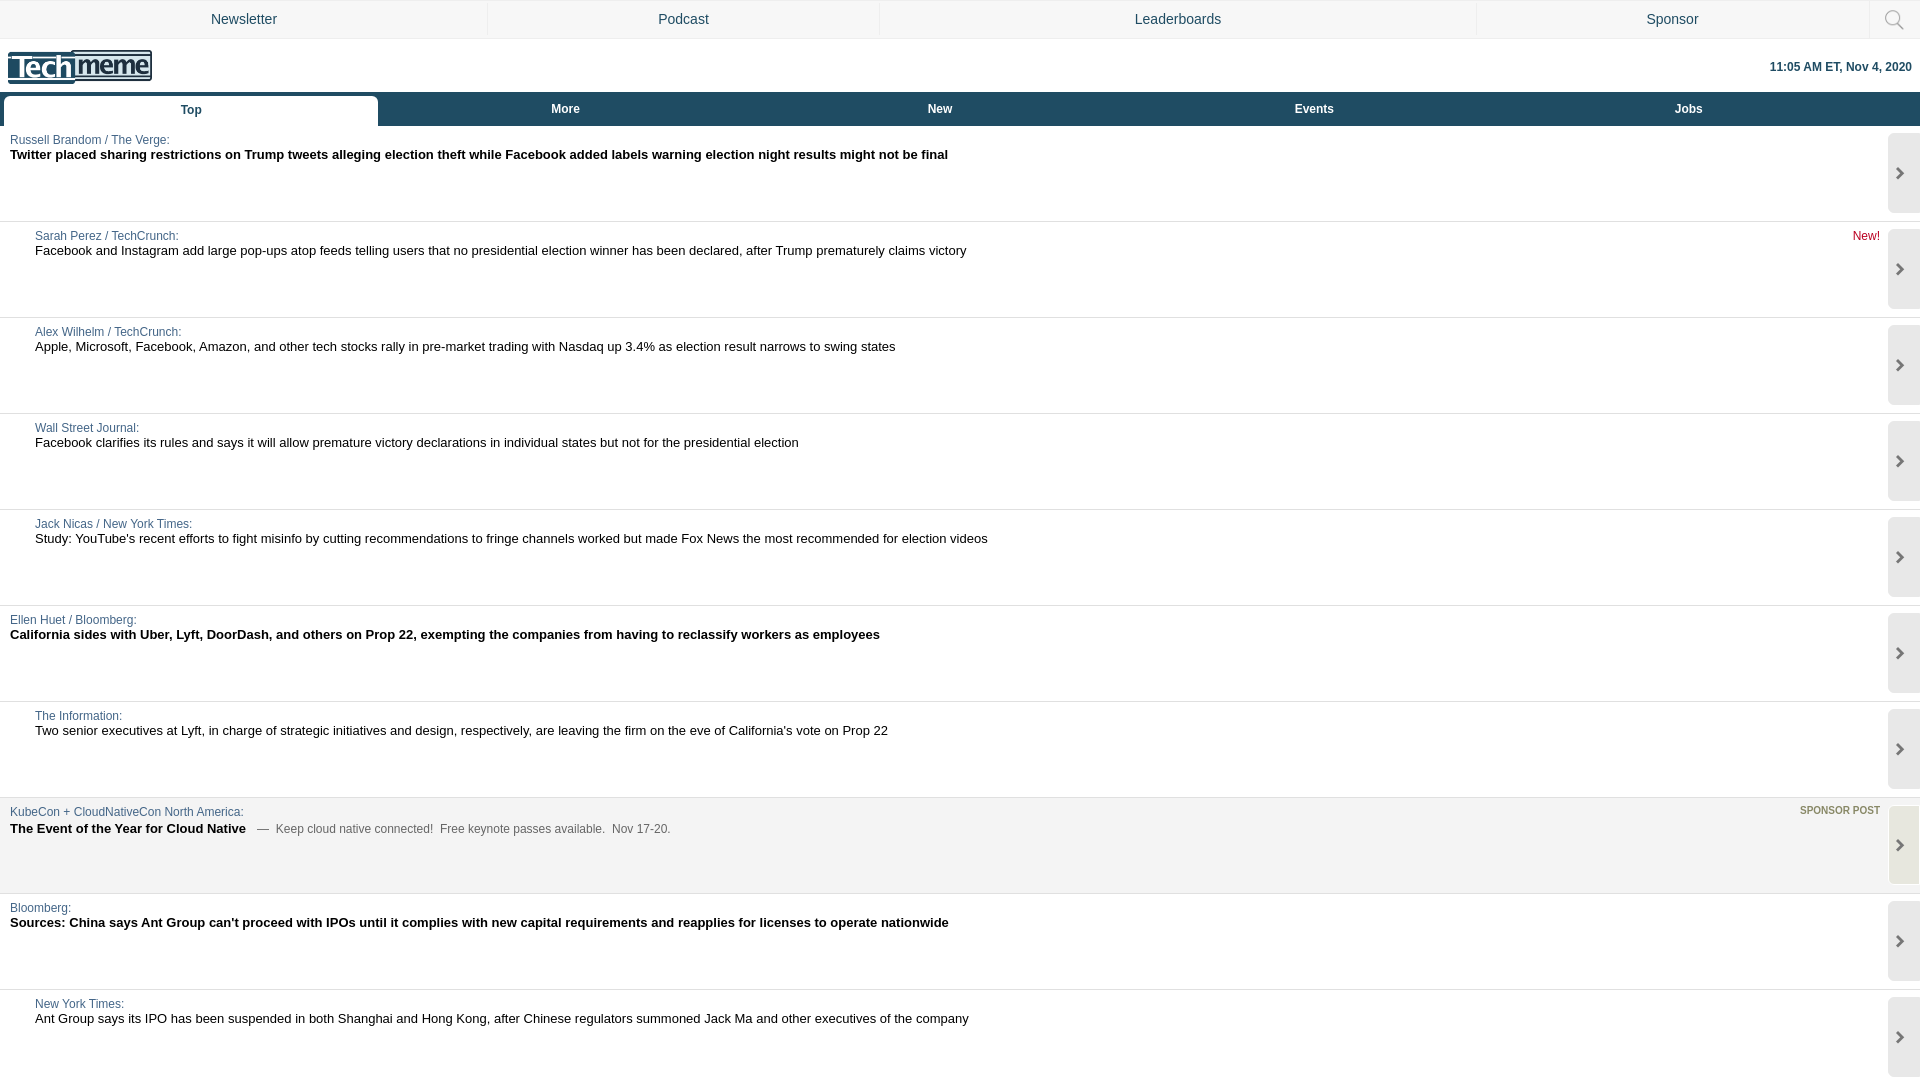 Newsletter
Podcast
Leaderboards
Sponsor
Techmeme
11:05 AM ET, Nov 4, 2020
Top
More
New
Events
Jobs
Russell Brandom / The Verge:
Twitter placed sharing restrictions on Trump tweets alleging election theft while Facebook added labels warning election night results might not be final
Sarah Perez / TechCrunch:
New!
Facebook and Instagram add large pop-ups atop feeds telling users that no presidential election winner has been declared, after Trump prematurely claims victory
Alex Wilhelm / TechCrunch:
Apple, Microsoft, Facebook, Amazon, and other tech stocks rally in pre-market trading with Nasdaq up 3.4% as election result narrows to swing states
Wall Street Journal:
Facebook clarifies its rules and says it will allow premature victory declarations in individual states but not for the presidential election
Jack Nicas / New York Times:
Study: YouTube's recent efforts to fight misinfo by cutting recommendations to fringe channels worked but made Fox News the most recommended for election videos
Ellen Huet / Bloomberg:
California sides with Uber, Lyft, DoorDash, and others on Prop 22, exempting the companies from having to reclassify workers as employees
The Information:
Two senior executives at Lyft, in charge of strategic initiatives and design, respectively, are leaving the firm on the eve of California's vote on Prop 22
KubeCon + CloudNativeCon North America:
SPONSOR POST
The Event of the Year for Cloud Native — Keep cloud native connected! Free keynote passes available. Nov 17-20.
Bloomberg:
Sources: China says Ant Group can't proceed with IPOs until it complies with new capital requirements and reapplies for licenses to operate nationwide
New York Times:
Ant Group says its IPO has been suspended in both Shanghai and Hong Kong, after Chinese regulators summoned Jack Ma and other executives of the company